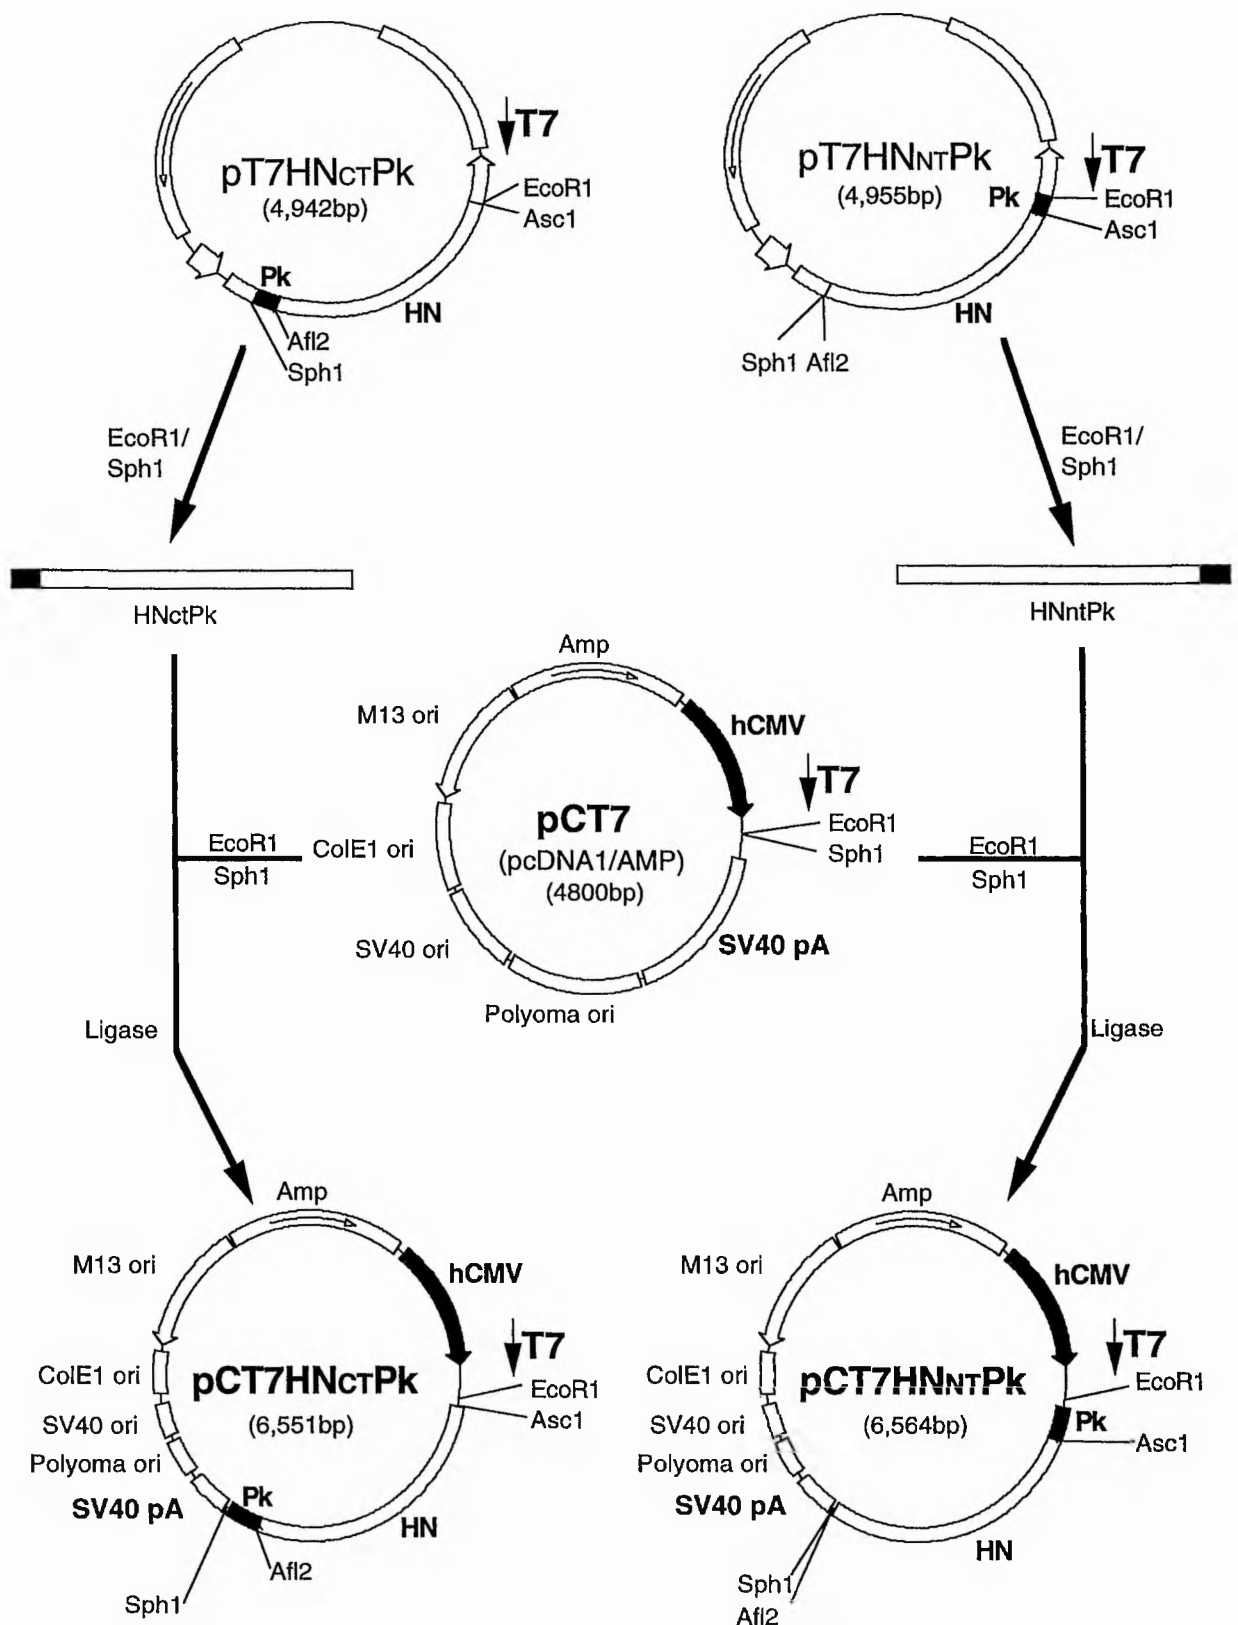 T7
pT7HNCTPk
(4,942bp)
EcoR1
Asc1
Pk
HN
Afl2
Sph1
T7
pT7HNNTPk
(4,955bp)
Pk
EcoR1
Asc1
HN
Sph1 Afl2
EcoR1/
Sph1
EcoR1/
Sph1
HNctPk
HNntPk
Amp
M13 ori
hCMV
T7
pCT7
(pcDNA1/AMP)
(4800bp)
EcoR1
Sph1
ColE1 ori
EcoR1
Sph1
EcoR1
Sph1
SV40 ori
SV40 pA
Polyoma ori
Ligase
Ligase
Amp
M13 ori
hCMV
T7
pCT7HNCTPk
(6,551bp)
EcoR1
Asc1
ColE1 ori
SV40 ori
Polyoma ori
SV40 pA
Pk
HN
Afl2
Sph1
Amp
M13 ori
hCMV
T7
pCT7HNNTPk
(6,564bp)
EcoR1
Pk
Asc1
ColE1 ori
SV40 ori
Polyoma ori
SV40 pA
HN
Sph1
Afl2